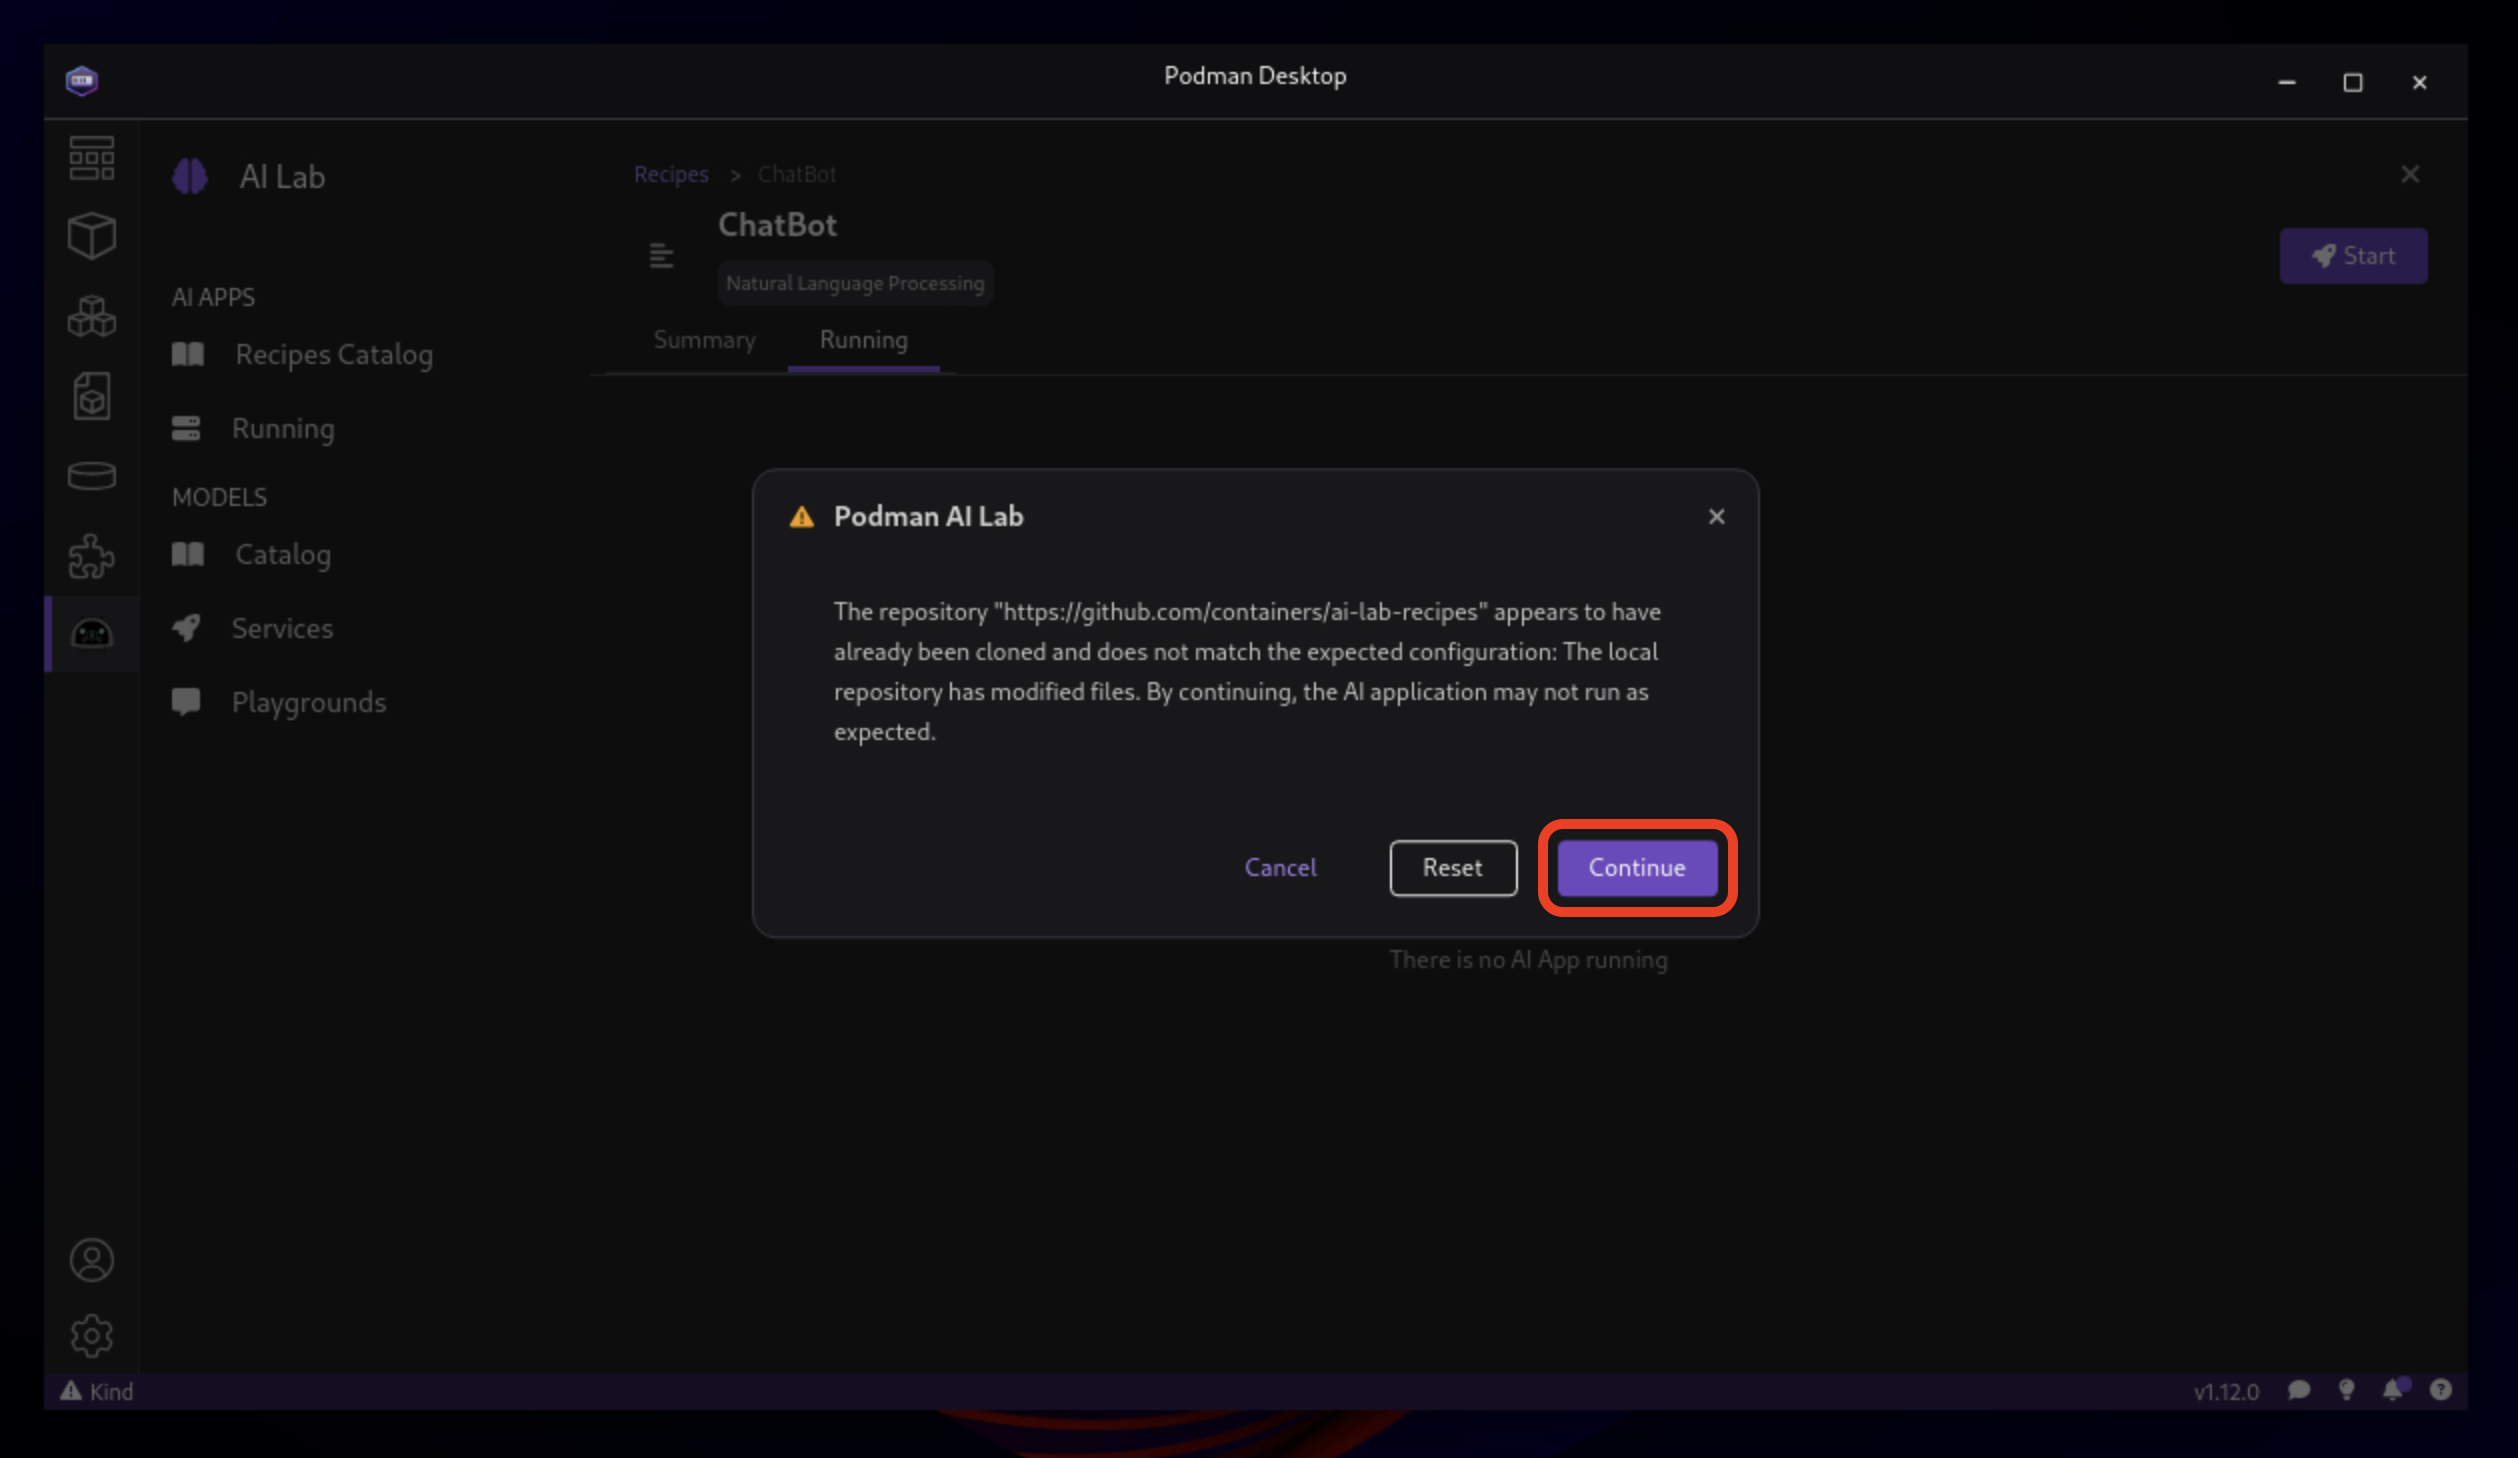 Podman Desktop
AI Lab
AI APPS
Recipes Catalog
Running
MODELS
Catalog
Services
Playgrounds
Recipes > ChatBot
ChatBot
Natural Language Processing
Start
Summary Running
Podman AI Lab
The repository "https://github.com/containers/ai-lab-recipes" appears to have
already been cloned and does not match the expected configuration: The local
repository has modified files. By continuing, the AI application may not run as
expected.
Cancel Reset Continue
There is no AI App running
Kind
v1.12.0